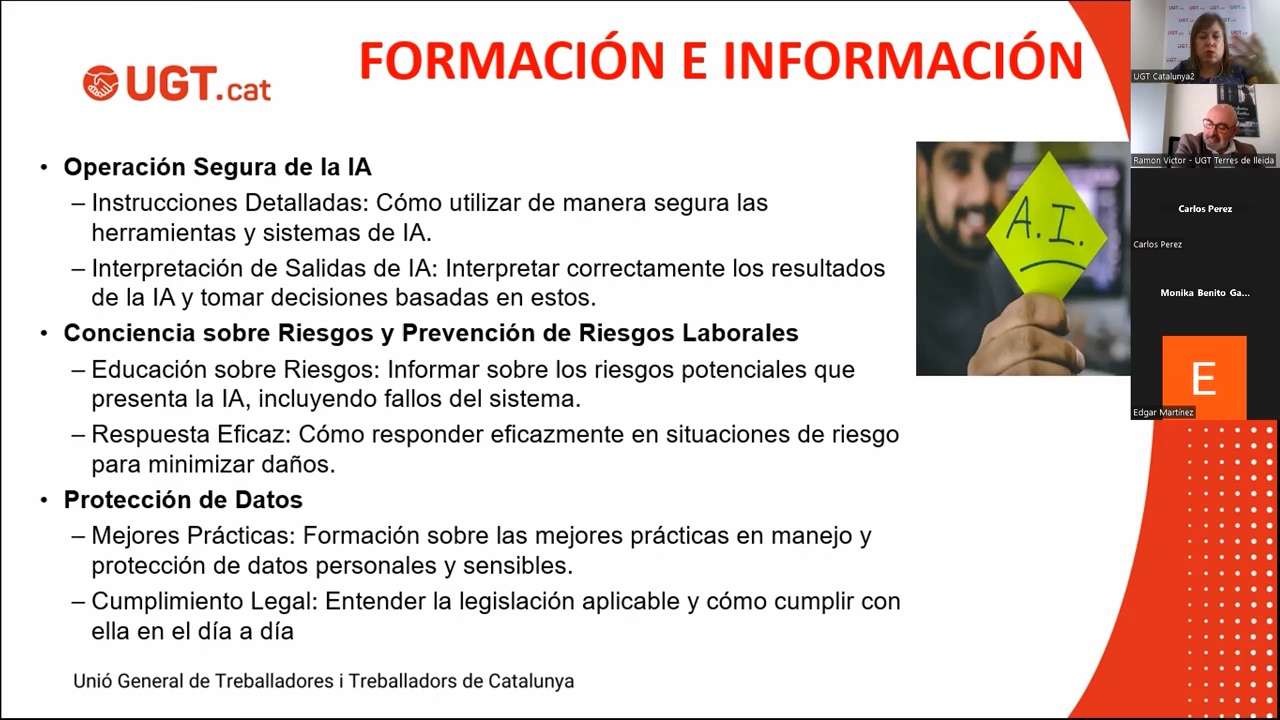 FORMACIÓN E INFORMACIÓN
UGT.cat
• Operación Segura de la IA
– Instrucciones Detalladas: Cómo utilizar de manera segura las
herramientas y sistemas de IA.
– Interpretación de Salidas de IA: Interpretar correctamente los resultados
de la IA y tomar decisiones basadas en estos.
• Conciencia sobre Riesgos y Prevención de Riesgos Laborales
– Educación sobre Riesgos: Informar sobre los riesgos potenciales que
presenta la IA, incluyendo fallos del sistema.
– Respuesta Eficaz: Cómo responder eficazmente en situaciones de riesgo
para minimizar daños.
• Protección de Datos
– Mejores Prácticas: Formación sobre las mejores prácticas en manejo y
protección de datos personales y sensibles.
– Cumplimiento Legal: Entender la legislación aplicable y cómo cumplir con
ella en el día a día
Unió General de Treballadores i Treballadors de Catalunya
A.I.
UGT Catalunya2
Ramon Victor - UGT Terres de lleida
Carlos Perez
Carlos Perez
Monika Benito Ga...
E
Edgar Martínez